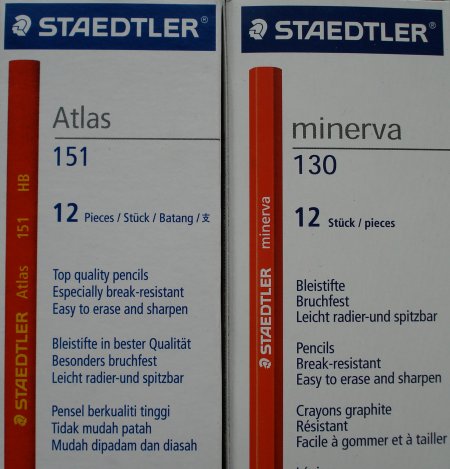 STAEDTLER®
Atlas
151
12 Pieces / Stück / Batang / 支
Top quality pencils
Especially break-resistant
Easy to erase and sharpen
Bleistifte in bester Qualität
Besonders bruchfest
Leicht radier-und spitzbar
Pensel berkualiti tinggi
Tidak mudah patah
Mudah dipadam dan diasah
STAEDTLER Atlas 151 HB
STAEDTLER®
minerva
130
12 Stück / pieces
Bleistifte
Bruchfest
Leicht radier-und spitzbar
Pencils
Break-resistant
Easy to erase and sharpen
Crayons graphite
Résistant
Facile à gommer et à tailler
STAEDTLER minerva